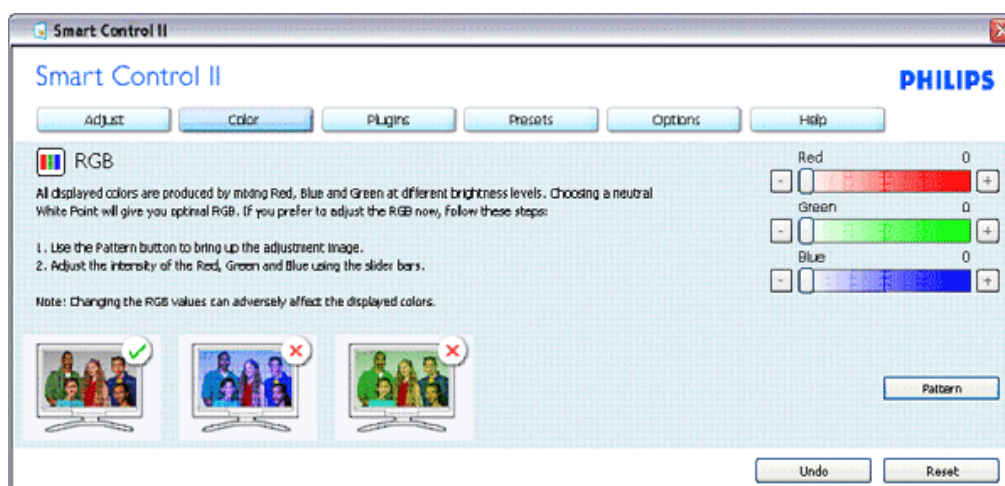 Smart Control II
Smart Control II
PHILIPS
Adjust Color Plugins Presets Options Help
RGB
All displayed colors are produced by mixing Red, Blue and Green at different brightness levels. Choosing a neutral
White Point will give you optimal RGB. If you prefer to adjust the RGB now, follow these steps:
1. Use the Pattern button to bring up the adjustment image.
2. Adjust the intensity of the Red, Green and Blue using the slider bars.
Note: Changing the RGB values can adversely affect the displayed colors.
Red 0
- +
Green 0
- +
Blue 0
- +
Pattern
Undo Reset